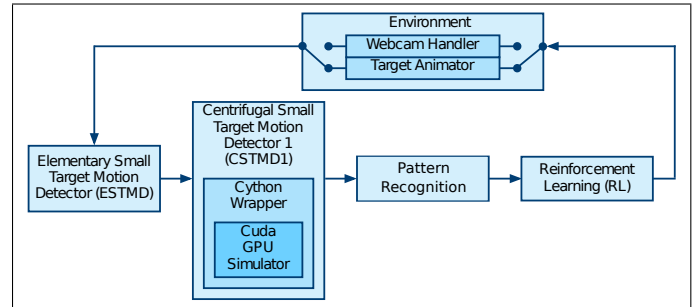 Environment
Webcam Handler
Target Animator
Elementary Small
Target Motion
Detector (ESTMD)
Centrifugal Small
Target Motion
Detector 1
(CSTMD1)
Cython
Wrapper
Cuda
GPU
Simulator
Pattern
Recognition
Reinforcement
Learning (RL)